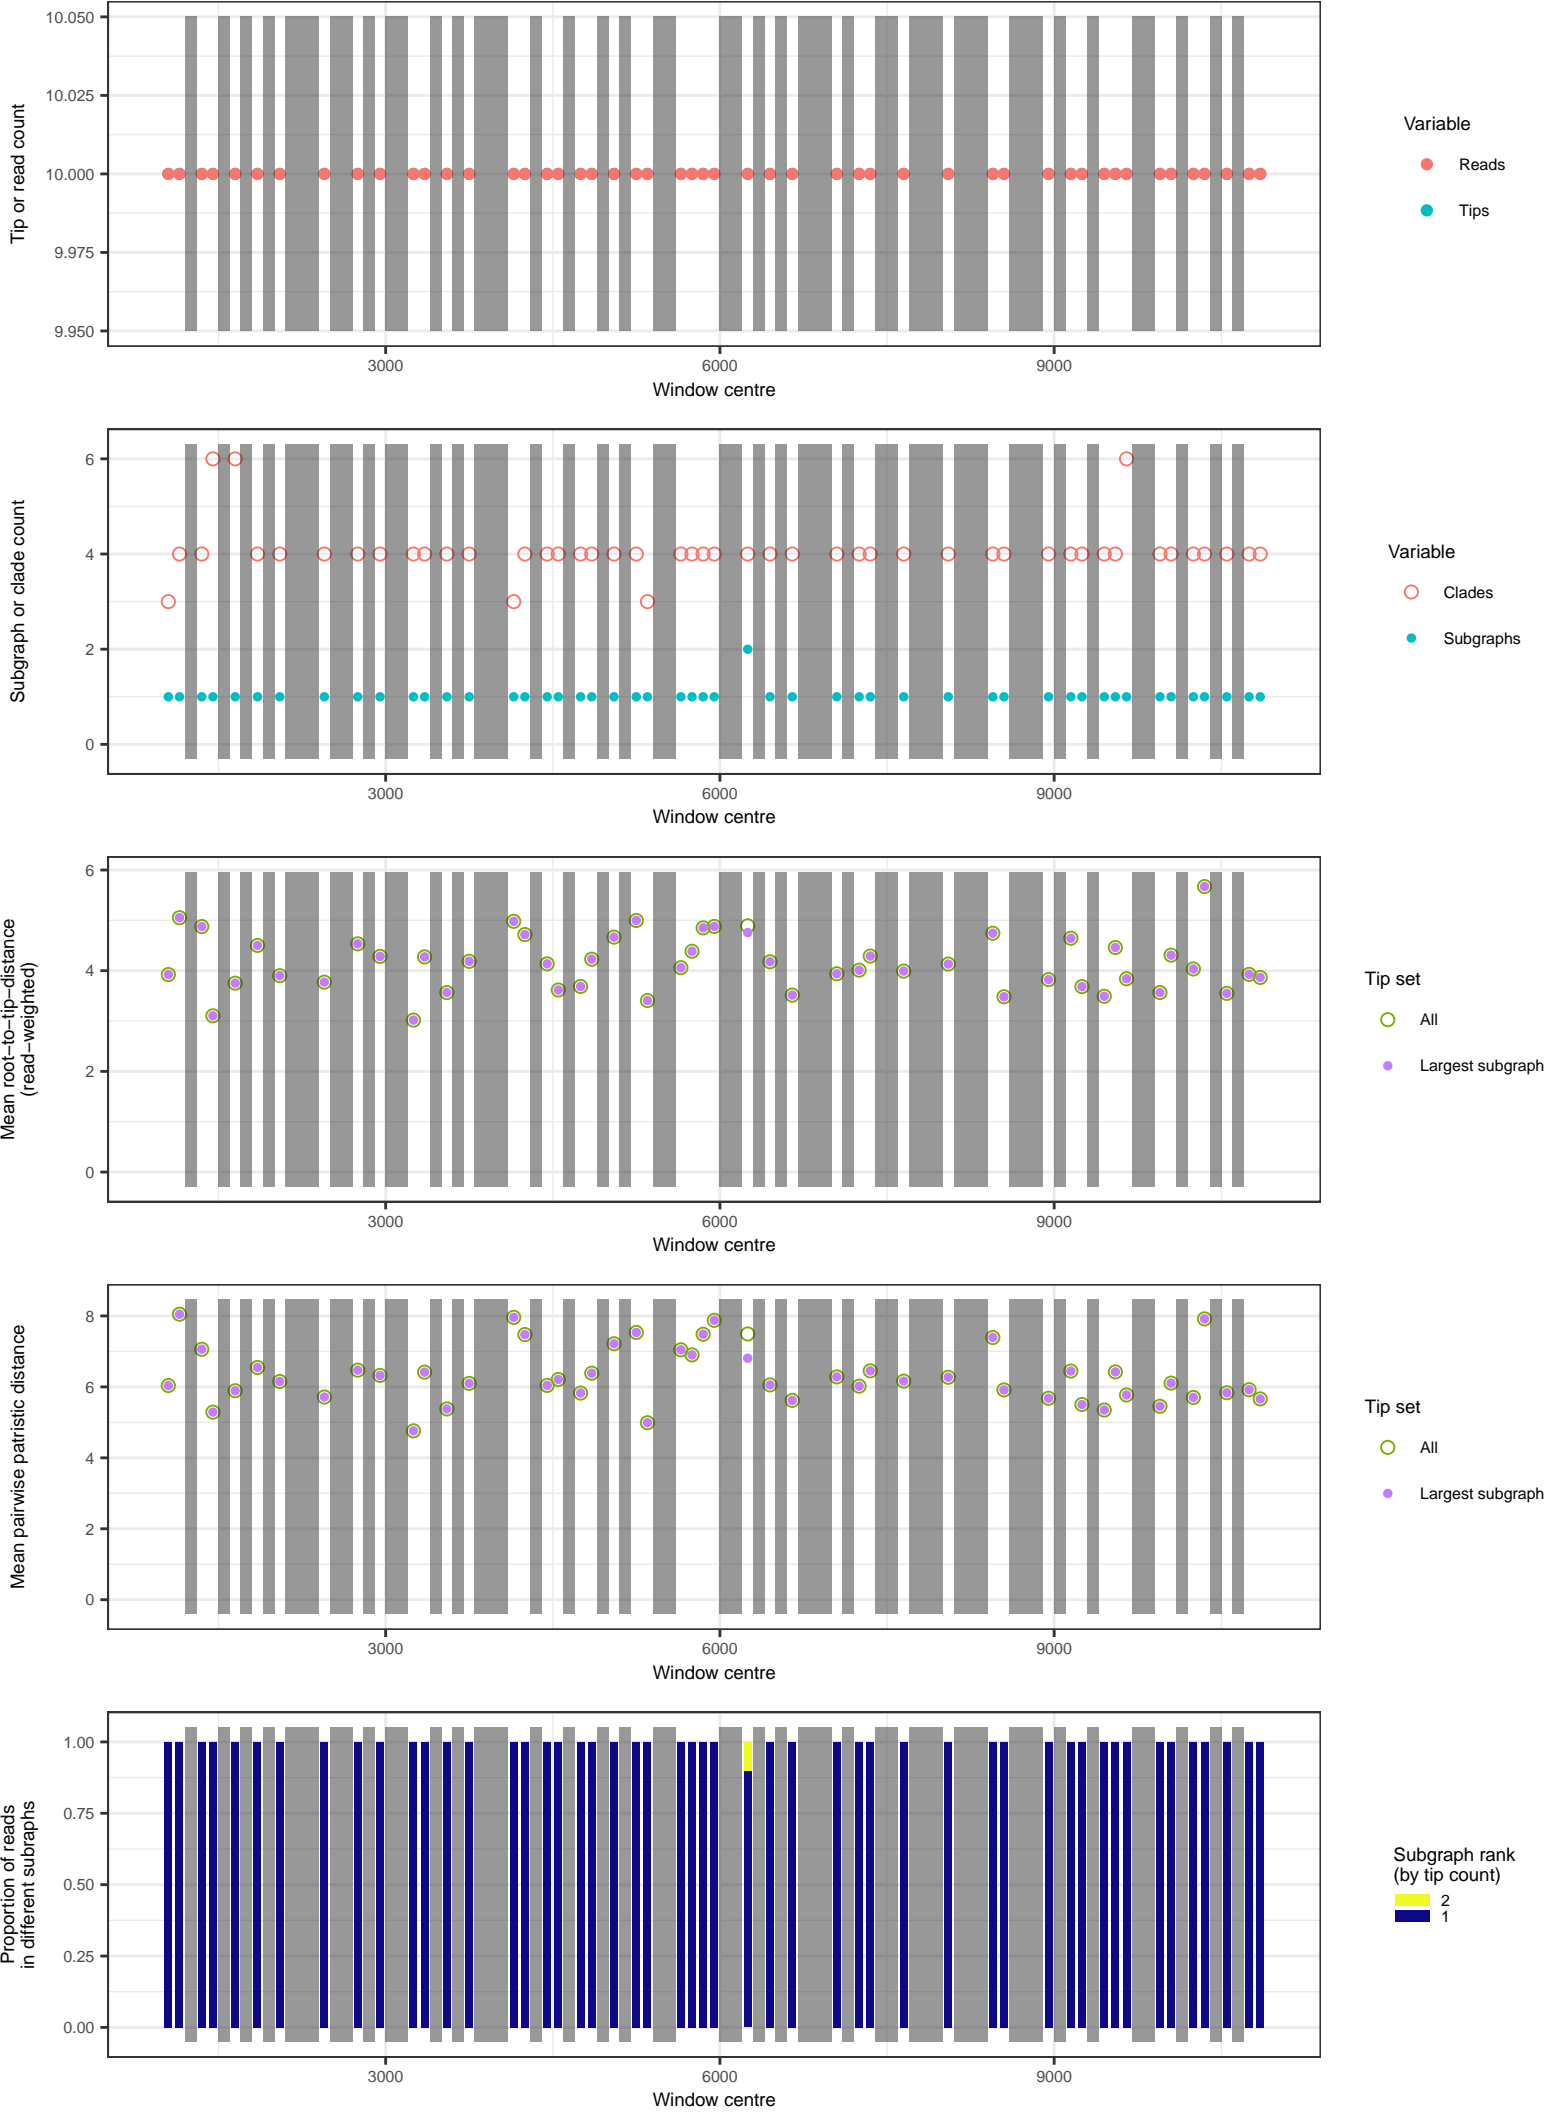 10.050
10.025
10.000
9.975
9.950
Tip or read count
3000
6000
9000
Window centre
Variable
Reads
Tips
6
4
2
0
Subgraph or clade count
3000
6000
9000
Window centre
Variable
Clades
Subgraphs
6
4
2
0
Mean root−to−tip−distance
(read−weighted)
3000
6000
9000
Window centre
Tip set
All
Largest subgraph
8
6
4
2
0
Mean pairwise patristic distance
3000
6000
9000
Window centre
Tip set
All
Largest subgraph
1.00
0.75
0.50
0.25
0.00
Proportion of reads
in different subraphs
3000
6000
9000
Window centre
Subgraph rank
(by tip count)
2
1